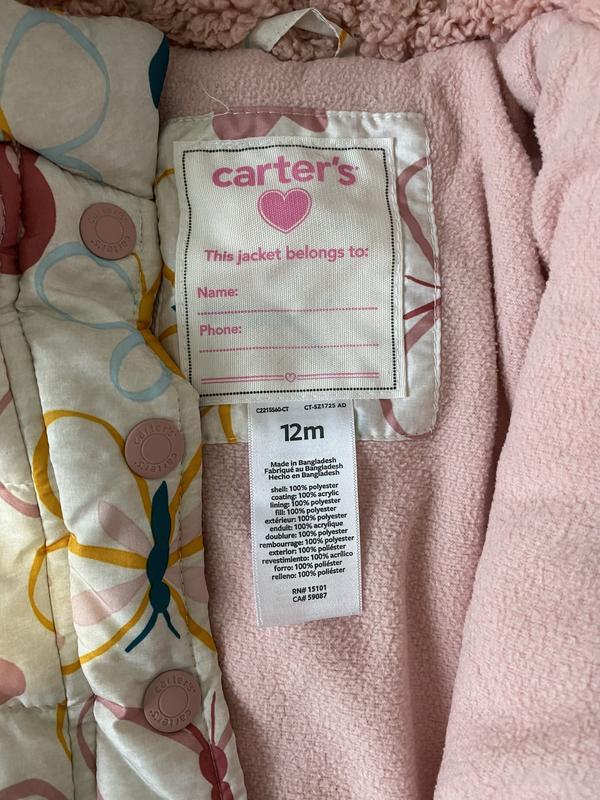 carter's
This jacket belongs to:
Name:
Phone:
C221S560-CT CT-SZ1725 AD
12m
Made in Bangladesh
Fabriqué au Bangladesh
Hecho en Bangladesh
shell: 100% polyester
coating: 100% acrylic
lining: 100% polyester
fill: 100% polyester
extérieur: 100% polyester
enduit: 100% acrylique
doublure: 100% polyester
rembourrage: 100% polyester
exterior: 100% poliéster
revestimiento: 100% acrílico
forro: 100% poliéster
relleno: 100% poliéster
RN# 15101
CA# 59087
carter's carter's
carter's carter's
carter's carter's